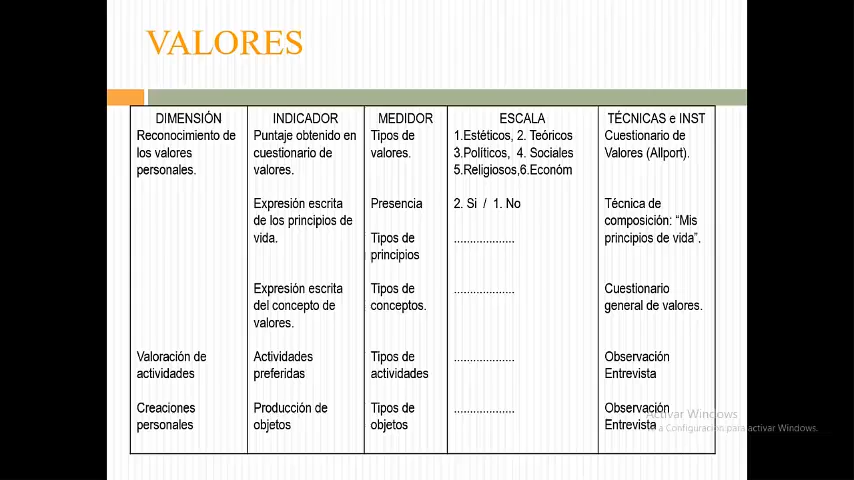 VALORES
DIMENSIÓN INDICADOR MEDIDOR ESCALA TÉCNICAS e INST
Reconocimiento de Puntaje obtenido en Tipos de 1.Estéticos, 2. Teóricos Cuestionario de
los valores cuestionario de valores. 3.Políticos, 4. Sociales Valores (Allport).
personales. valores. 5.Religiosos,6.Económ
Expresión escrita Presencia 2. Si / 1. No Técnica de
de los principios de composición: “Mis
vida. Tipos de .................. principios de vida”.
principios
Expresión escrita Tipos de .................. Cuestionario
del concepto de conceptos. general de valores.
valores.
Valoración de Actividades Tipos de .................. Observación
actividades preferidas actividades Entrevista
Creaciones Producción de Tipos de .................. Observación
personales objetos objetos Entrevista
Activar Windows
a Configuración para activar Windows.